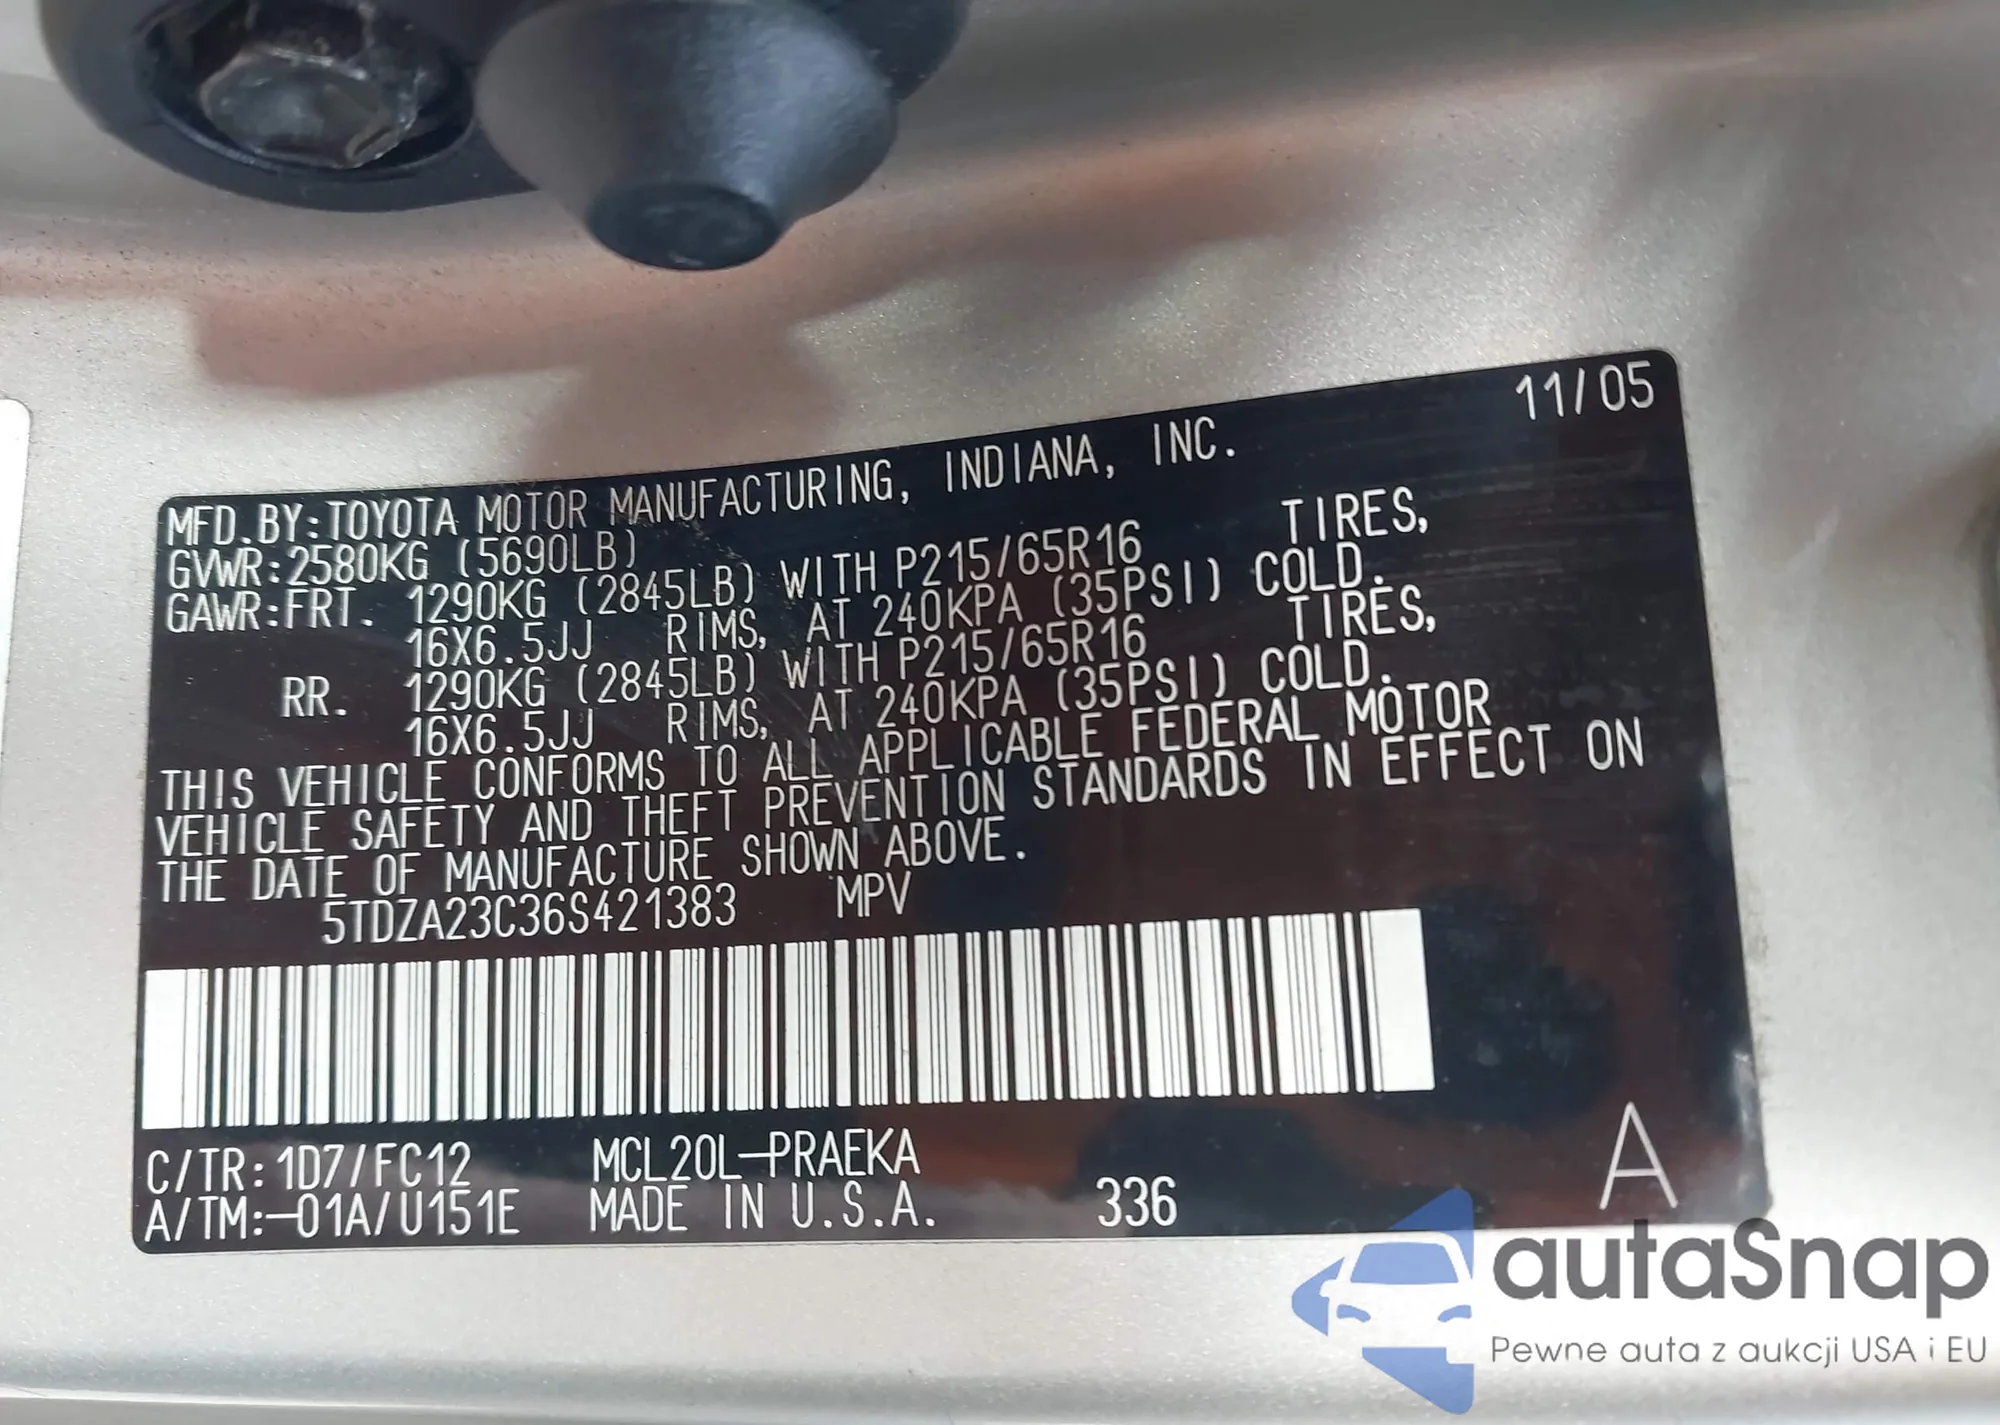 11/05
MFD.BY:TOYOTA MOTOR MANUFACTURING, INDIANA, INC.
GVWR:2580KG (5690LB)
GAWR:FRT. 1290KG (2845LB) WITH P215/65R16 TIRES,
16X6.5JJ RIMS, AT 240KPA (35PSI) COLD.
RR. 1290KG (2845LB) WITH P215/65R16 TIRES,
16X6.5JJ RIMS, AT 240KPA (35PSI) COLD.
THIS VEHICLE CONFORMS TO ALL APPLICABLE FEDERAL MOTOR
VEHICLE SAFETY AND THEFT PREVENTION STANDARDS IN EFFECT ON
THE DATE OF MANUFACTURE SHOWN ABOVE.
5TDZA23C36S421383 MPV
C/TR:1D7/FC12 MCL20L-PRAEKA
A/TM:-01A/U151E MADE IN U.S.A. 336 A
autaSnap
Pewne auta z aukcji USA i EU